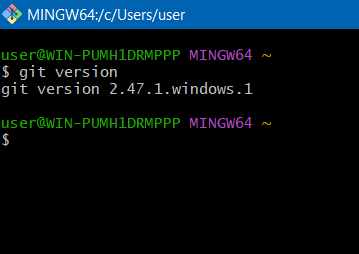 MINGW64:/c/Users/user
user@WIN-PUMH1DRMPPP MINGW64 ~
$ git version
git version 2.47.1.windows.1
user@WIN-PUMH1DRMPPP MINGW64 ~
$